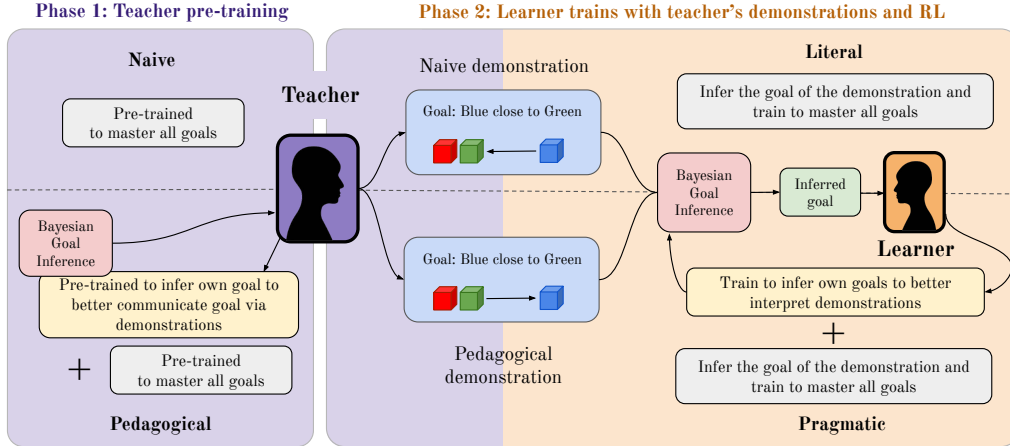 Phase 1: Teacher pre-training
Phase 2: Learner trains with teacher's demonstrations and RL
Naive
Pre-trained
to master all goals
Teacher
Bayesian
Goal
Inference
Pre-trained to infer own goal to
better communicate goal via
demonstrations
+
Pre-trained
to master all goals
Pedagogical
Naive demonstration
Goal: Blue close to Green
Goal: Blue close to Green
Pedagogical
demonstration
Literal
Infer the goal of the demonstration and
train to master all goals
Bayesian
Goal
Inference
Inferred
goal
Learner
Train to infer own goals to better
interpret demonstrations
+
Infer the goal of the demonstration and
train to master all goals
Pragmatic